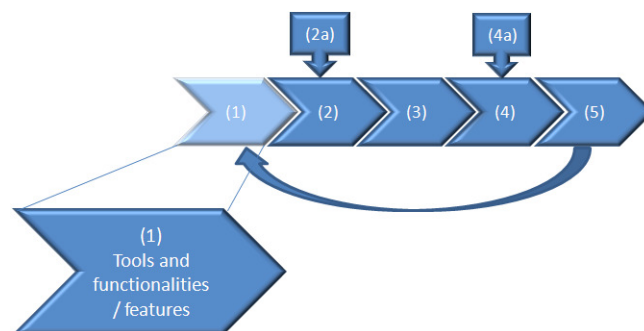 (2a)
(4a)
(1)
(2)
(3)
(4)
(5)
(1)
Tools and
functionalities
/ features